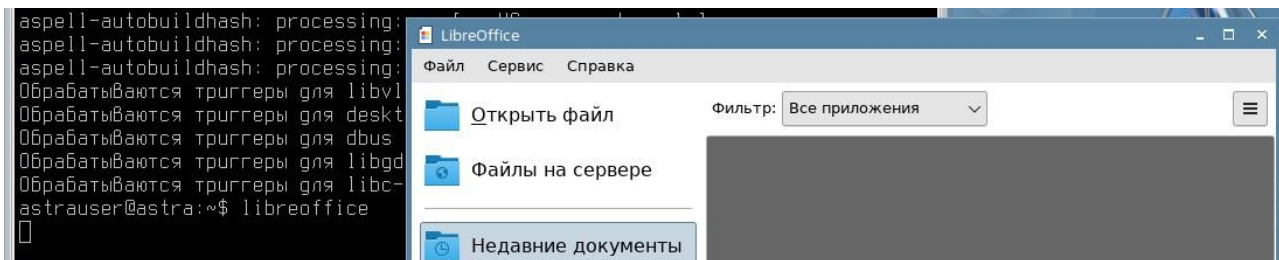 aspell-autobuildhash: processing:
aspell-autobuildhash: processing:
aspell-autobuildhash: processing:
Обрабатываются триггеры для libvl
Обрабатываются триггеры для deskt
Обрабатываются триггеры для dbus
Обрабатываются триггеры для libgd
Обрабатываются триггеры для libc-
astrauser@astra:~$ libreoffice
LibreOffice
Файл Сервис Справка
Открыть файл
Фильтр: Все приложения
Файлы на сервере
Недавние документы